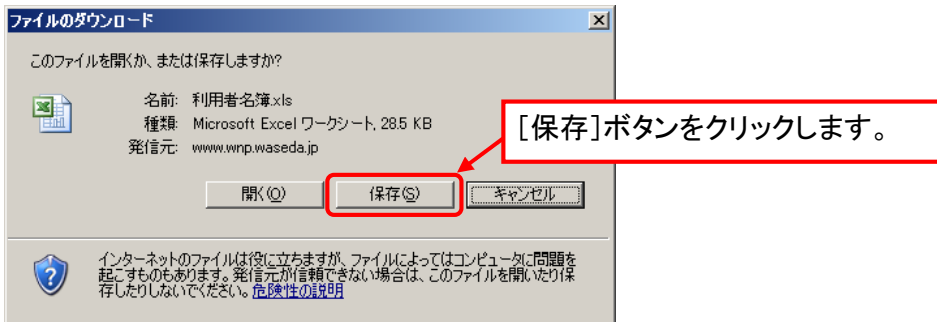 ファイルのダウンロード
このファイルを開くか、または保存しますか?
名前: 利用者名簿.xls
種類: Microsoft Excel ワークシート, 28.5 KB
発信元: www.wnp.waseda.jp
[保存]ボタンをクリックします。
開く(O) 保存(S) キャンセル
インターネットのファイルは役に立ちますが、ファイルによってはコンピュータに問題を
起こすものもあります。発信元が信頼できない場合は、このファイルを開いたり保
存したりしないでください。危険性の説明